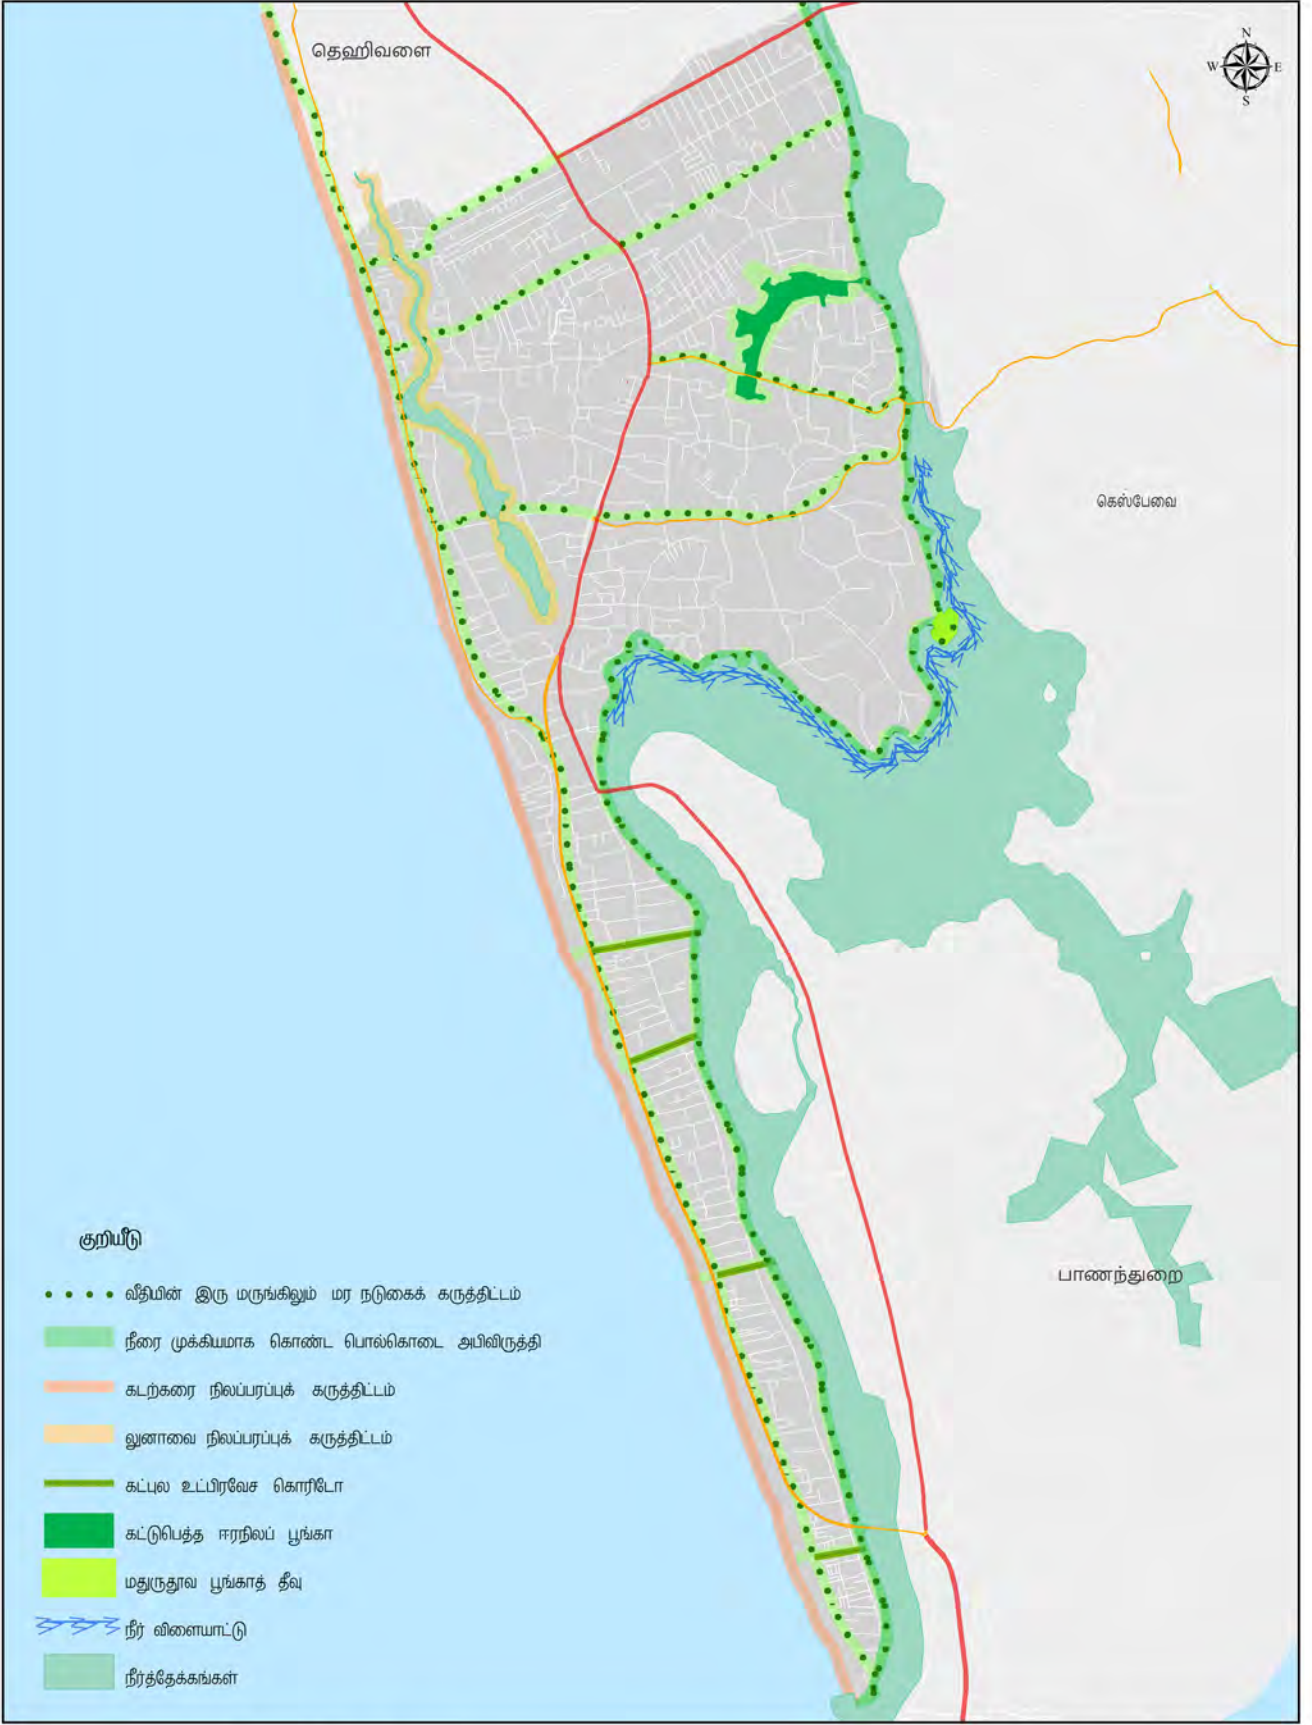 தெஹிவளை
N
W E
S
கெஸ்பேவை
பாணந்துறை
குறியீடு
வீதியின் இரு மருங்கிலும் மர நடுகைக் கருத்திட்டம்
நீரை முக்கியமாக கொண்ட பொல்கொடை அபிவிருத்தி
கடற்கரை நிலப்பரப்புக் கருத்திட்டம்
லுனாவை நிலப்பரப்புக் கருத்திட்டம்
கட்புல உட்பிரவேச கொரிடோ
கட்டுபெத்த ஈரநிலப் பூங்கா
மதுருதூவ பூங்காத் தீவு
நீர் விளையாட்டு
நீர்த்தேக்கங்கள்